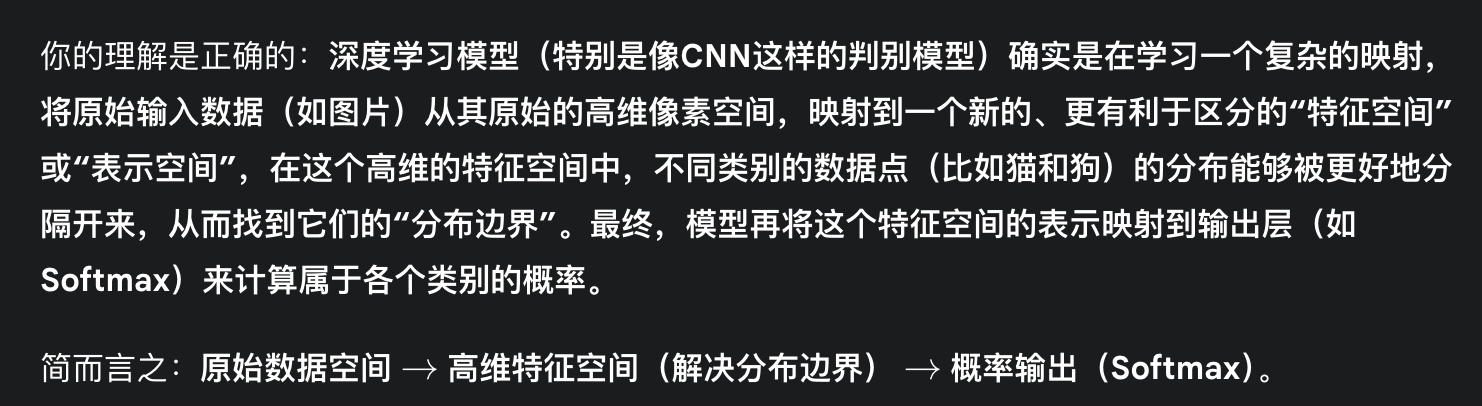 你的理解是正确的：深度学习模型（特别是像CNN这样的判别模型）确实是在学习一个复杂的映射，
将原始输入数据（如图片）从其原始的高维像素空间，映射到一个新的、更有利于区分的“特征空间”
或“表示空间”，在这个高维的特征空间中，不同类别的数据点（比如猫和狗）的分布能够被更好地分
隔开来，从而找到它们的“分布边界”。最终，模型再将这个特征空间的表示映射到输出层（如
Softmax）来计算属于各个类别的概率。
简而言之：原始数据空间 → 高维特征空间（解决分布边界） → 概率输出（Softmax）。